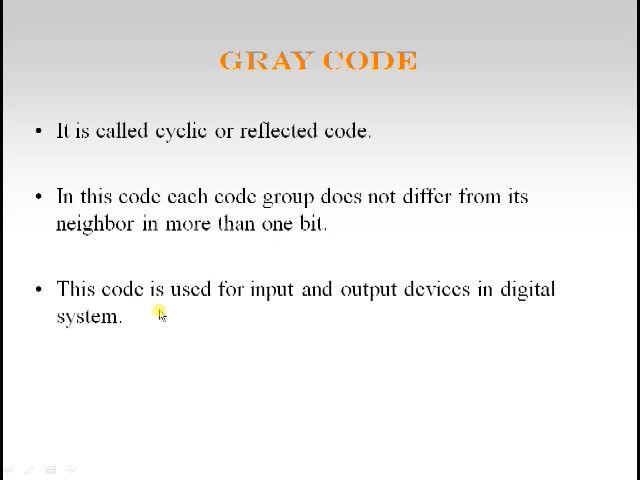 GRAY CODE
• It is called cyclic or reflected code.
• In this code each code group does not differ from its
neighbor in more than one bit.
• This code is used for input and output devices in digital
system.